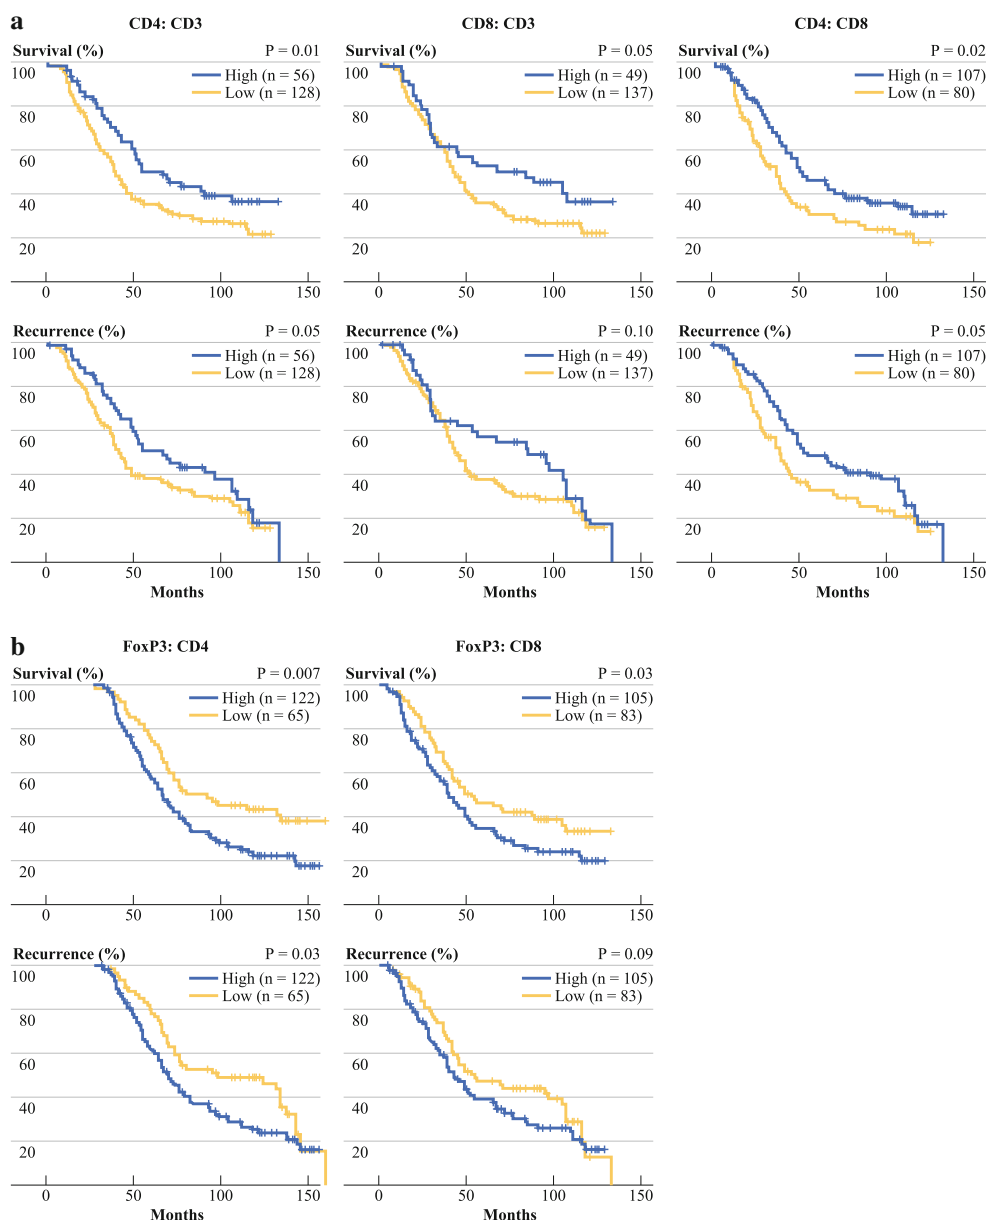 a
CD4: CD3
CD8: CD3
CD4: CD8
Survival (%)
P = 0.01
High (n = 56)
Low (n = 128)
100
80
60
40
20
0
50
100
150
Survival (%)
P = 0.05
High (n = 49)
Low (n = 137)
100
80
60
40
20
0
50
100
150
Survival (%)
P = 0.02
High (n = 107)
Low (n = 80)
100
80
60
40
20
0
50
100
150
Recurrence (%)
P = 0.05
High (n = 56)
Low (n = 128)
100
80
60
40
20
0
50
100
150
Months
Recurrence (%)
P = 0.10
High (n = 49)
Low (n = 137)
100
80
60
40
20
0
50
100
150
Months
Recurrence (%)
P = 0.05
High (n = 107)
Low (n = 80)
100
80
60
40
20
0
50
100
150
Months
b
FoxP3: CD4
FoxP3: CD8
Survival (%)
P = 0.007
High (n = 122)
Low (n = 65)
100
80
60
40
20
0
50
100
150
Survival (%)
P = 0.03
High (n = 105)
Low (n = 83)
100
80
60
40
20
0
50
100
150
Recurrence (%)
P = 0.03
High (n = 122)
Low (n = 65)
100
80
60
40
20
0
50
100
150
Months
Recurrence (%)
P = 0.09
High (n = 105)
Low (n = 83)
100
80
60
40
20
0
50
100
150
Months